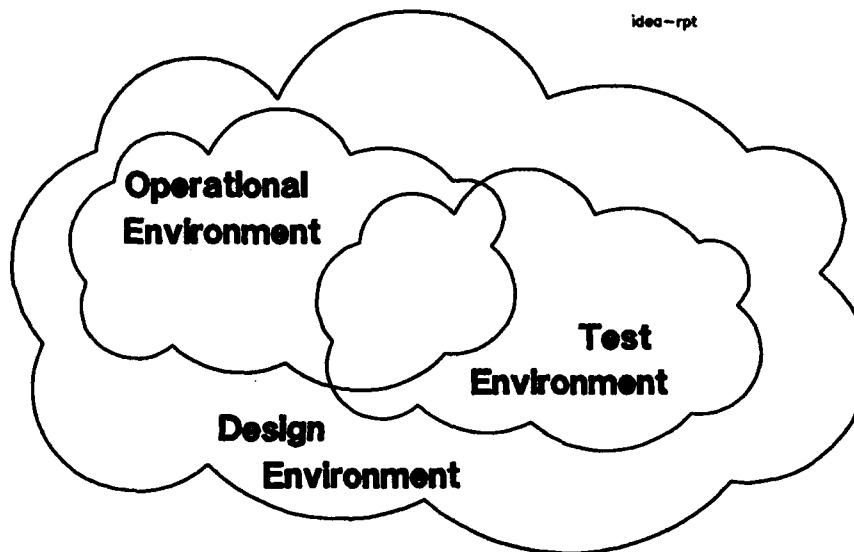 idea-rpt
Operational
Environment
Test
Environment
Design
Environment